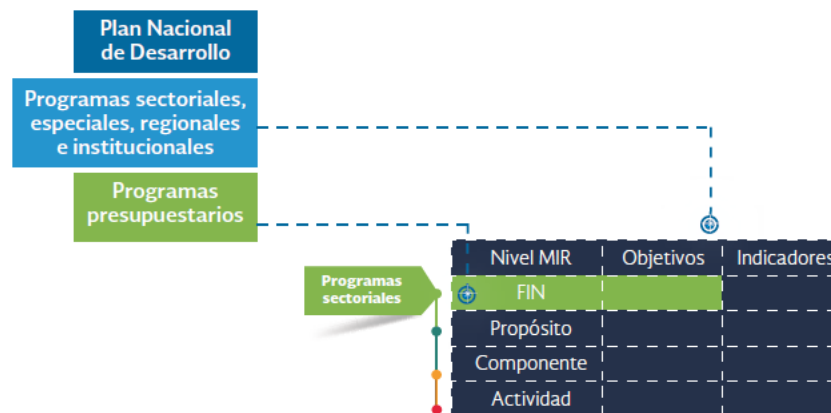 Plan Nacional
de Desarrollo
Programas sectoriales,
especiales, regionales
e institucionales
Programas
presupuestarios
Programas
sectoriales
Nivel MIR Objetivos Indicadores
FIN
Propósito
Componente
Actividad